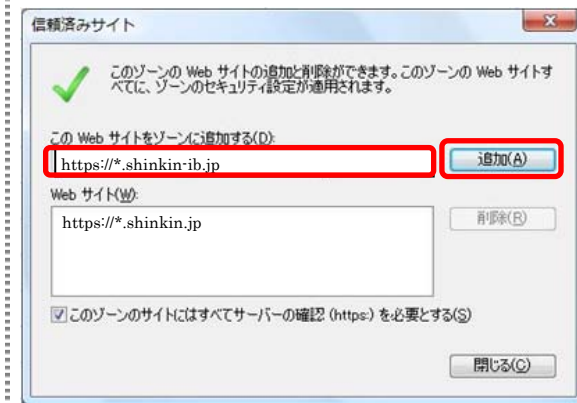 信頼済みサイト
このゾーンの Web サイトの追加と削除ができます。このゾーンの Web サイトす
べてに、ゾーンのセキュリティ設定が適用されます。
この Web サイトをゾーンに追加する(D):
https://*.shinkin-ib.jp
追加(A)
Web サイト(W):
https://*.shinkin.jp
削除(R)
このゾーンのサイトにはすべてサーバーの確認 (https:) を必要とする(S)
閉じる(C)